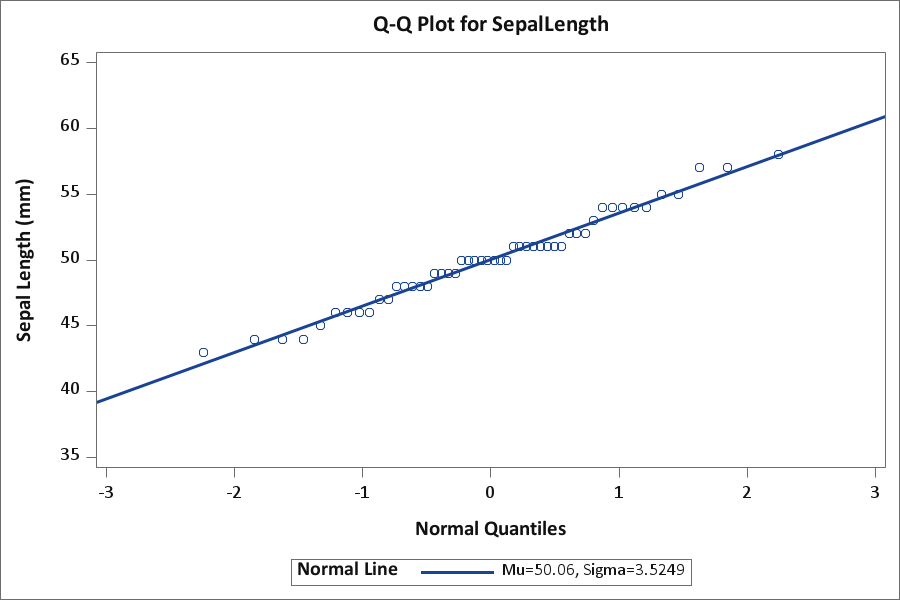 Q-Q Plot for SepalLength
65
60
55
50
45
40
35
Sepal Length (mm)
-3 -2 -1 0 1 2 3
Normal Quantiles
Normal Line Mu=50.06, Sigma=3.5249